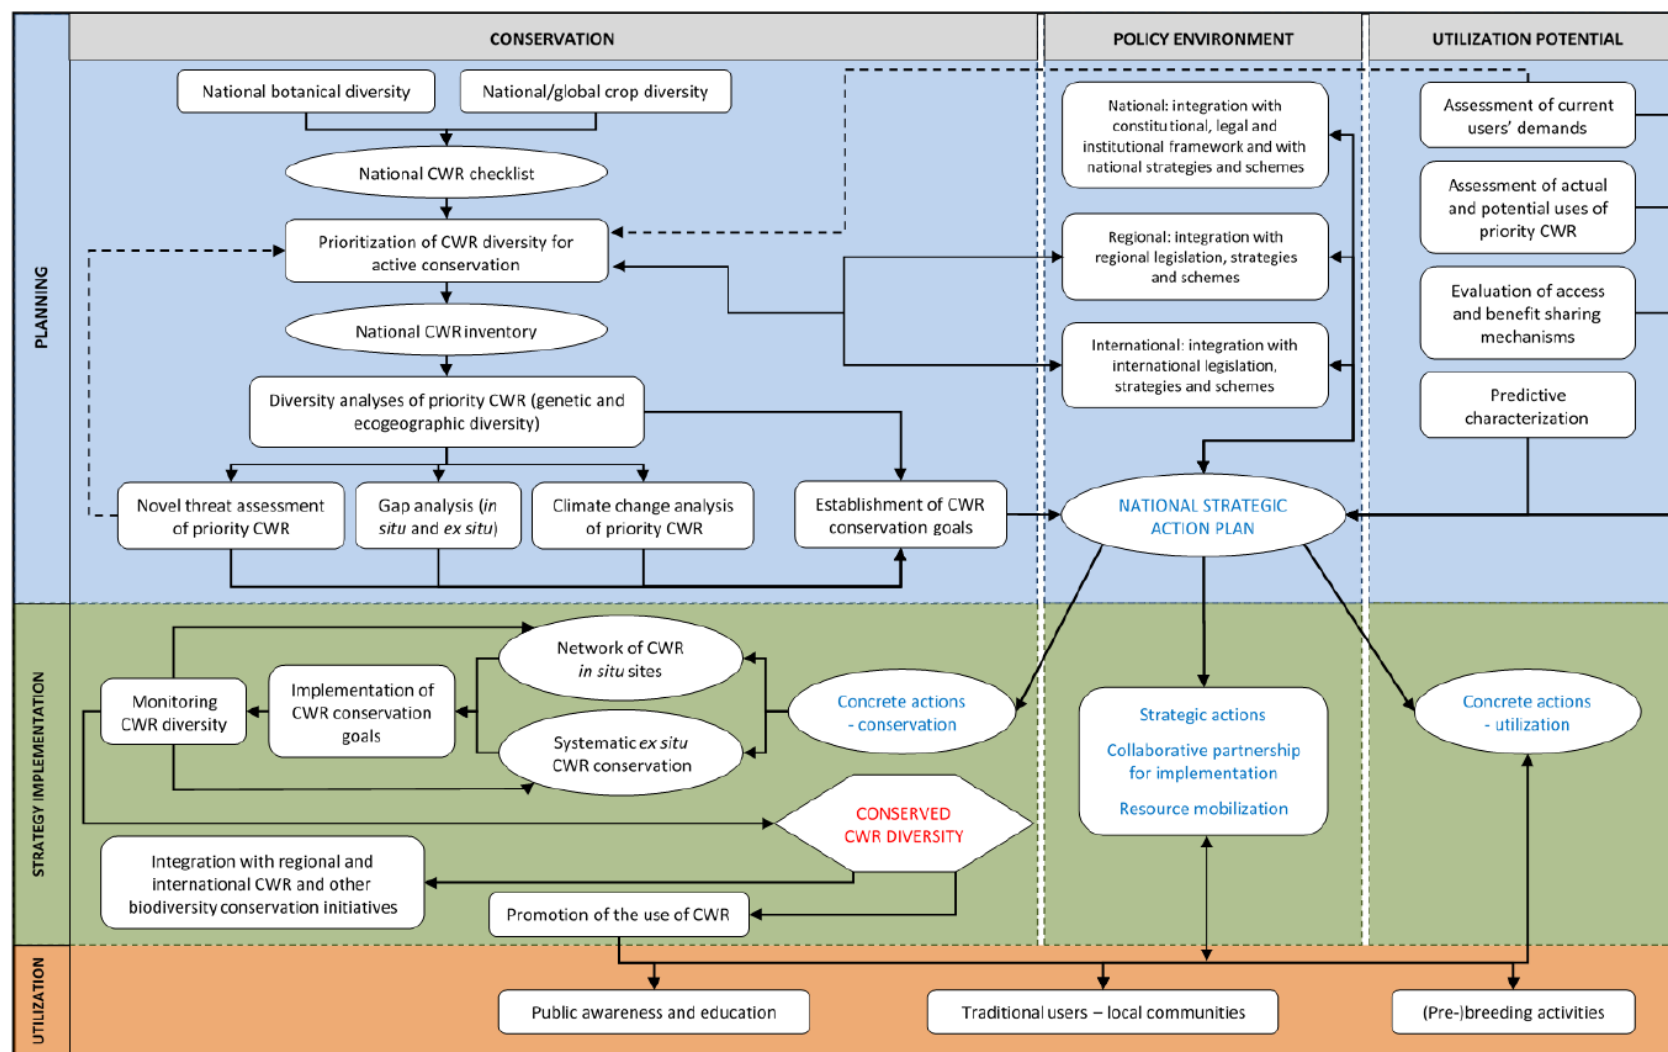 CONSERVATION
POLICY ENVIRONMENT
UTILIZATION POTENTIAL
PLANNING
National botanical diversity
National/global crop diversity
National CWR checklist
Prioritization of CWR diversity for
active conservation
National CWR inventory
Diversity analyses of priority CWR (genetic and
ecogeographic diversity)
Novel threat assessment
of priority CWR
Gap analysis (in
situ and ex situ)
Climate change analysis
of priority CWR
Establishment of CWR
conservation goals
National: integration with
constitutional, legal and
institutional framework and with
national strategies and schemes
Regional: integration with
regional legislation, strategies
and schemes
International: integration with
international legislation,
strategies and schemes
NATIONAL STRATEGIC
ACTION PLAN
Assessment of current
users’ demands
Assessment of actual
and potential uses of
priority CWR
Evaluation of access
and benefit sharing
mechanisms
Predictive
characterization
STRATEGY IMPLEMENTATION
Monitoring
CWR diversity
Implementation of
CWR conservation
goals
Network of CWR
in situ sites
Systematic ex situ
CWR conservation
Concrete actions
- conservation
CONSERVED
CWR DIVERSITY
Integration with regional and
international CWR and other
biodiversity conservation initiatives
Promotion of the use of CWR
Strategic actions
Collaborative partnership
for implementation
Resource mobilization
Concrete actions
- utilization
UTILIZATION
Public awareness and education
Traditional users – local communities
(Pre-)breeding activities